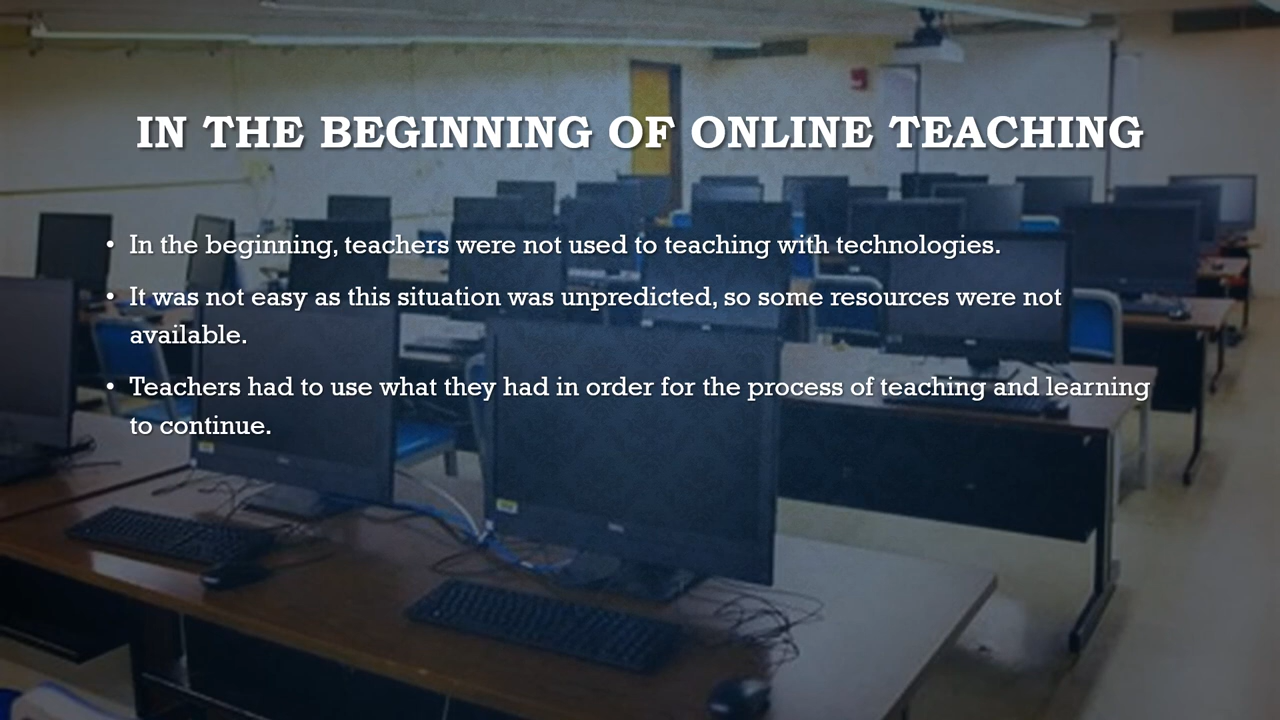 IN THE BEGINNING OF ONLINE TEACHING
• In the beginning, teachers were not used to teaching with technologies.
• It was not easy as this situation was unpredicted, so some resources were not
available.
• Teachers had to use what they had in order for the process of teaching and learning
to continue.